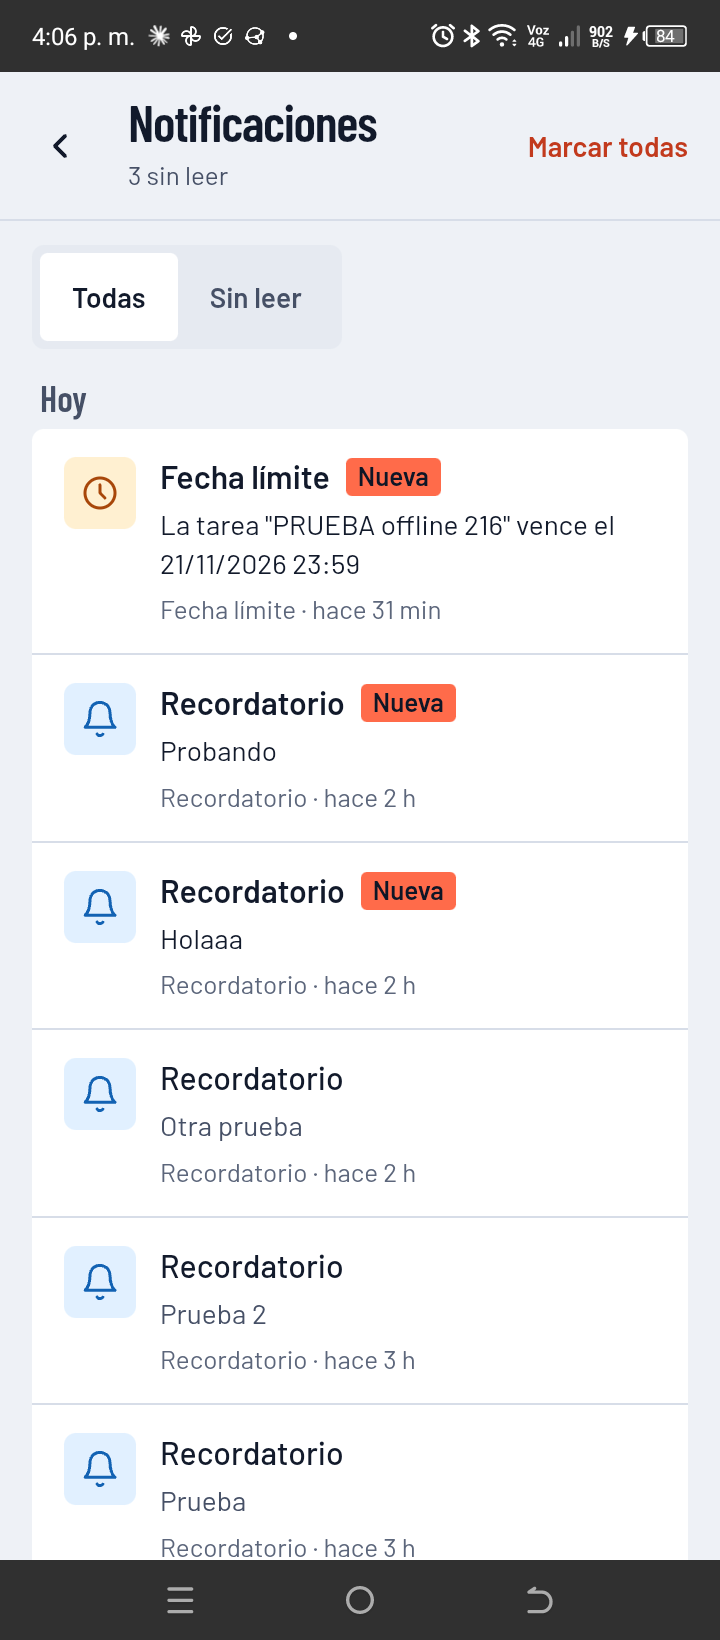 4:06 p. m.
Voz
4G
902
B/S
84
Notificaciones
3 sin leer
Marcar todas
Todas
Sin leer
Hoy
Fecha límite
Nueva
La tarea "PRUEBA offline 216" vence el
21/11/2026 23:59
Fecha límite · hace 31 min
Recordatorio
Nueva
Probando
Recordatorio · hace 2 h
Recordatorio
Nueva
Holaaa
Recordatorio · hace 2 h
Recordatorio
Otra prueba
Recordatorio · hace 2 h
Recordatorio
Prueba 2
Recordatorio · hace 3 h
Recordatorio
Prueba
Recordatorio · hace 3 h